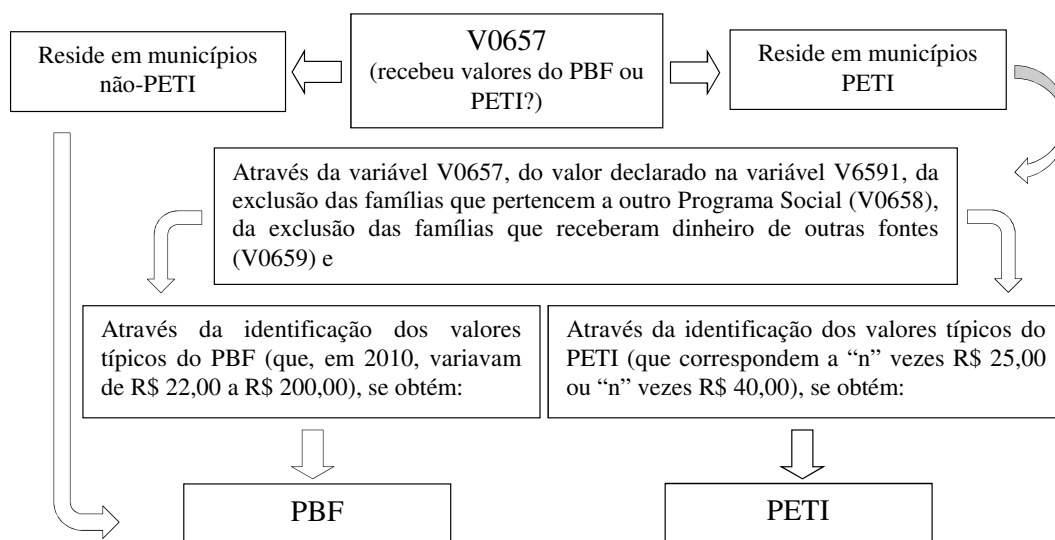 Reside em municípios
não-PETI
V0657
(recebeu valores do PBF ou
PETI?)
Reside em municípios
PETI
Através da variável V0657, do valor declarado na variável V6591, da
exclusão das famílias que pertencem a outro Programa Social (V0658),
da exclusão das famílias que receberam dinheiro de outras fontes
(V0659) e
Através da identificação dos valores
típicos do PBF (que, em 2010, variavam
de R$ 22,00 a R$ 200,00), se obtém:
Através da identificação dos valores típicos do
PETI (que correspondem a “n” vezes R$ 25,00
ou “n” vezes R$ 40,00), se obtém:
PBF
PETI